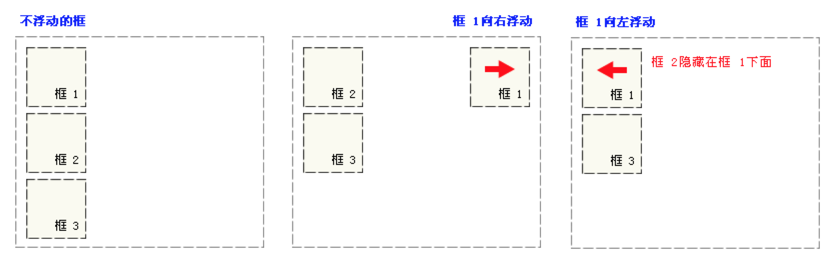 不浮动的框
框 1
框 2
框 3
框 1向右浮动
框 2
框 1
框 3
框 1向左浮动
框 1
框 2隐藏在框 1下面
框 3